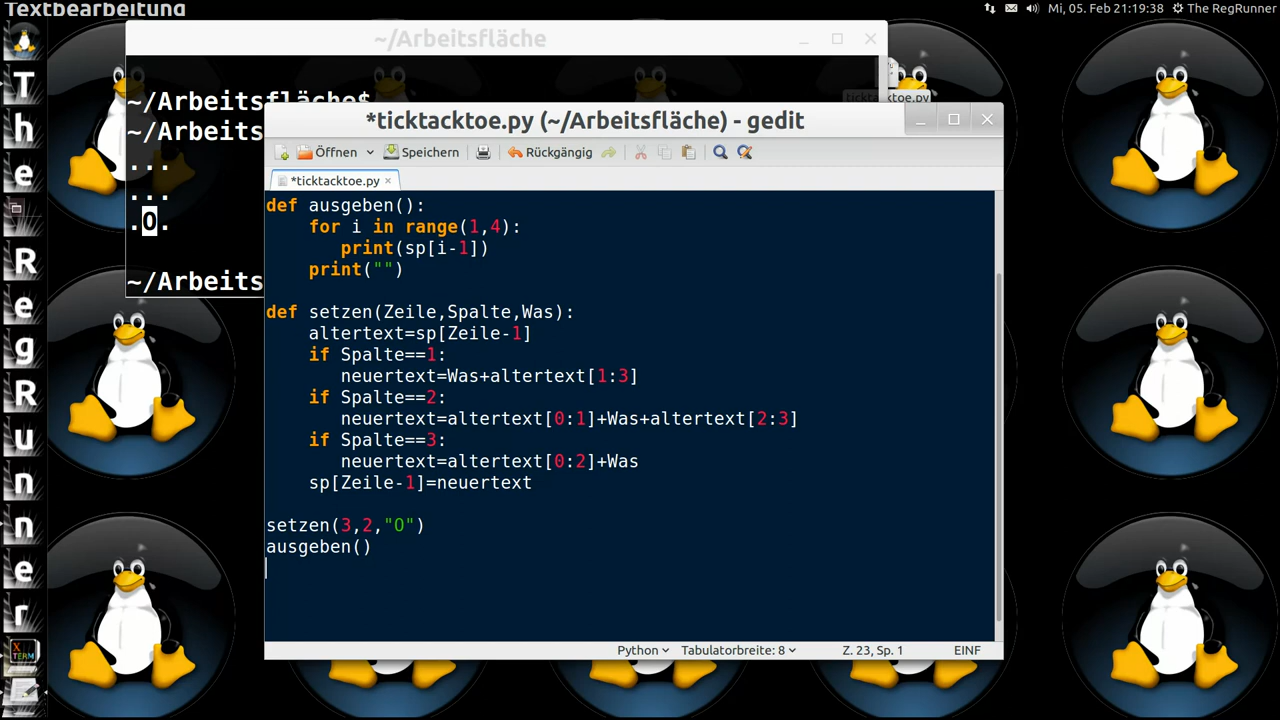 Textbearbeitung
Mi, 05. Feb 21:19:38 The RegRunner
~/Arbeitsfläche
~/Arbeitsfläche$
~/Arbeits
...
...
.O.
~/Arbeits
ticktacktoe.py
*ticktacktoe.py (~/Arbeitsfläche) - gedit
Öffnen Speichern Rückgängig
*ticktacktoe.py ×
def ausgeben():
    for i in range(1,4):
       print(sp[i-1])
    print("")

def setzen(Zeile,Spalte,Was):
    altertext=sp[Zeile-1]
    if Spalte==1:
       neuertext=Was+altertext[1:3]
    if Spalte==2:
       neuertext=altertext[0:1]+Was+altertext[2:3]
    if Spalte==3:
       neuertext=altertext[0:2]+Was
    sp[Zeile-1]=neuertext

setzen(3,2,"O")
ausgeben()
Python Tabulatorbreite: 8 Z. 23, Sp. 1 EINF
T
h
e
R
e
g
R
u
n
n
e
r
X
TERM